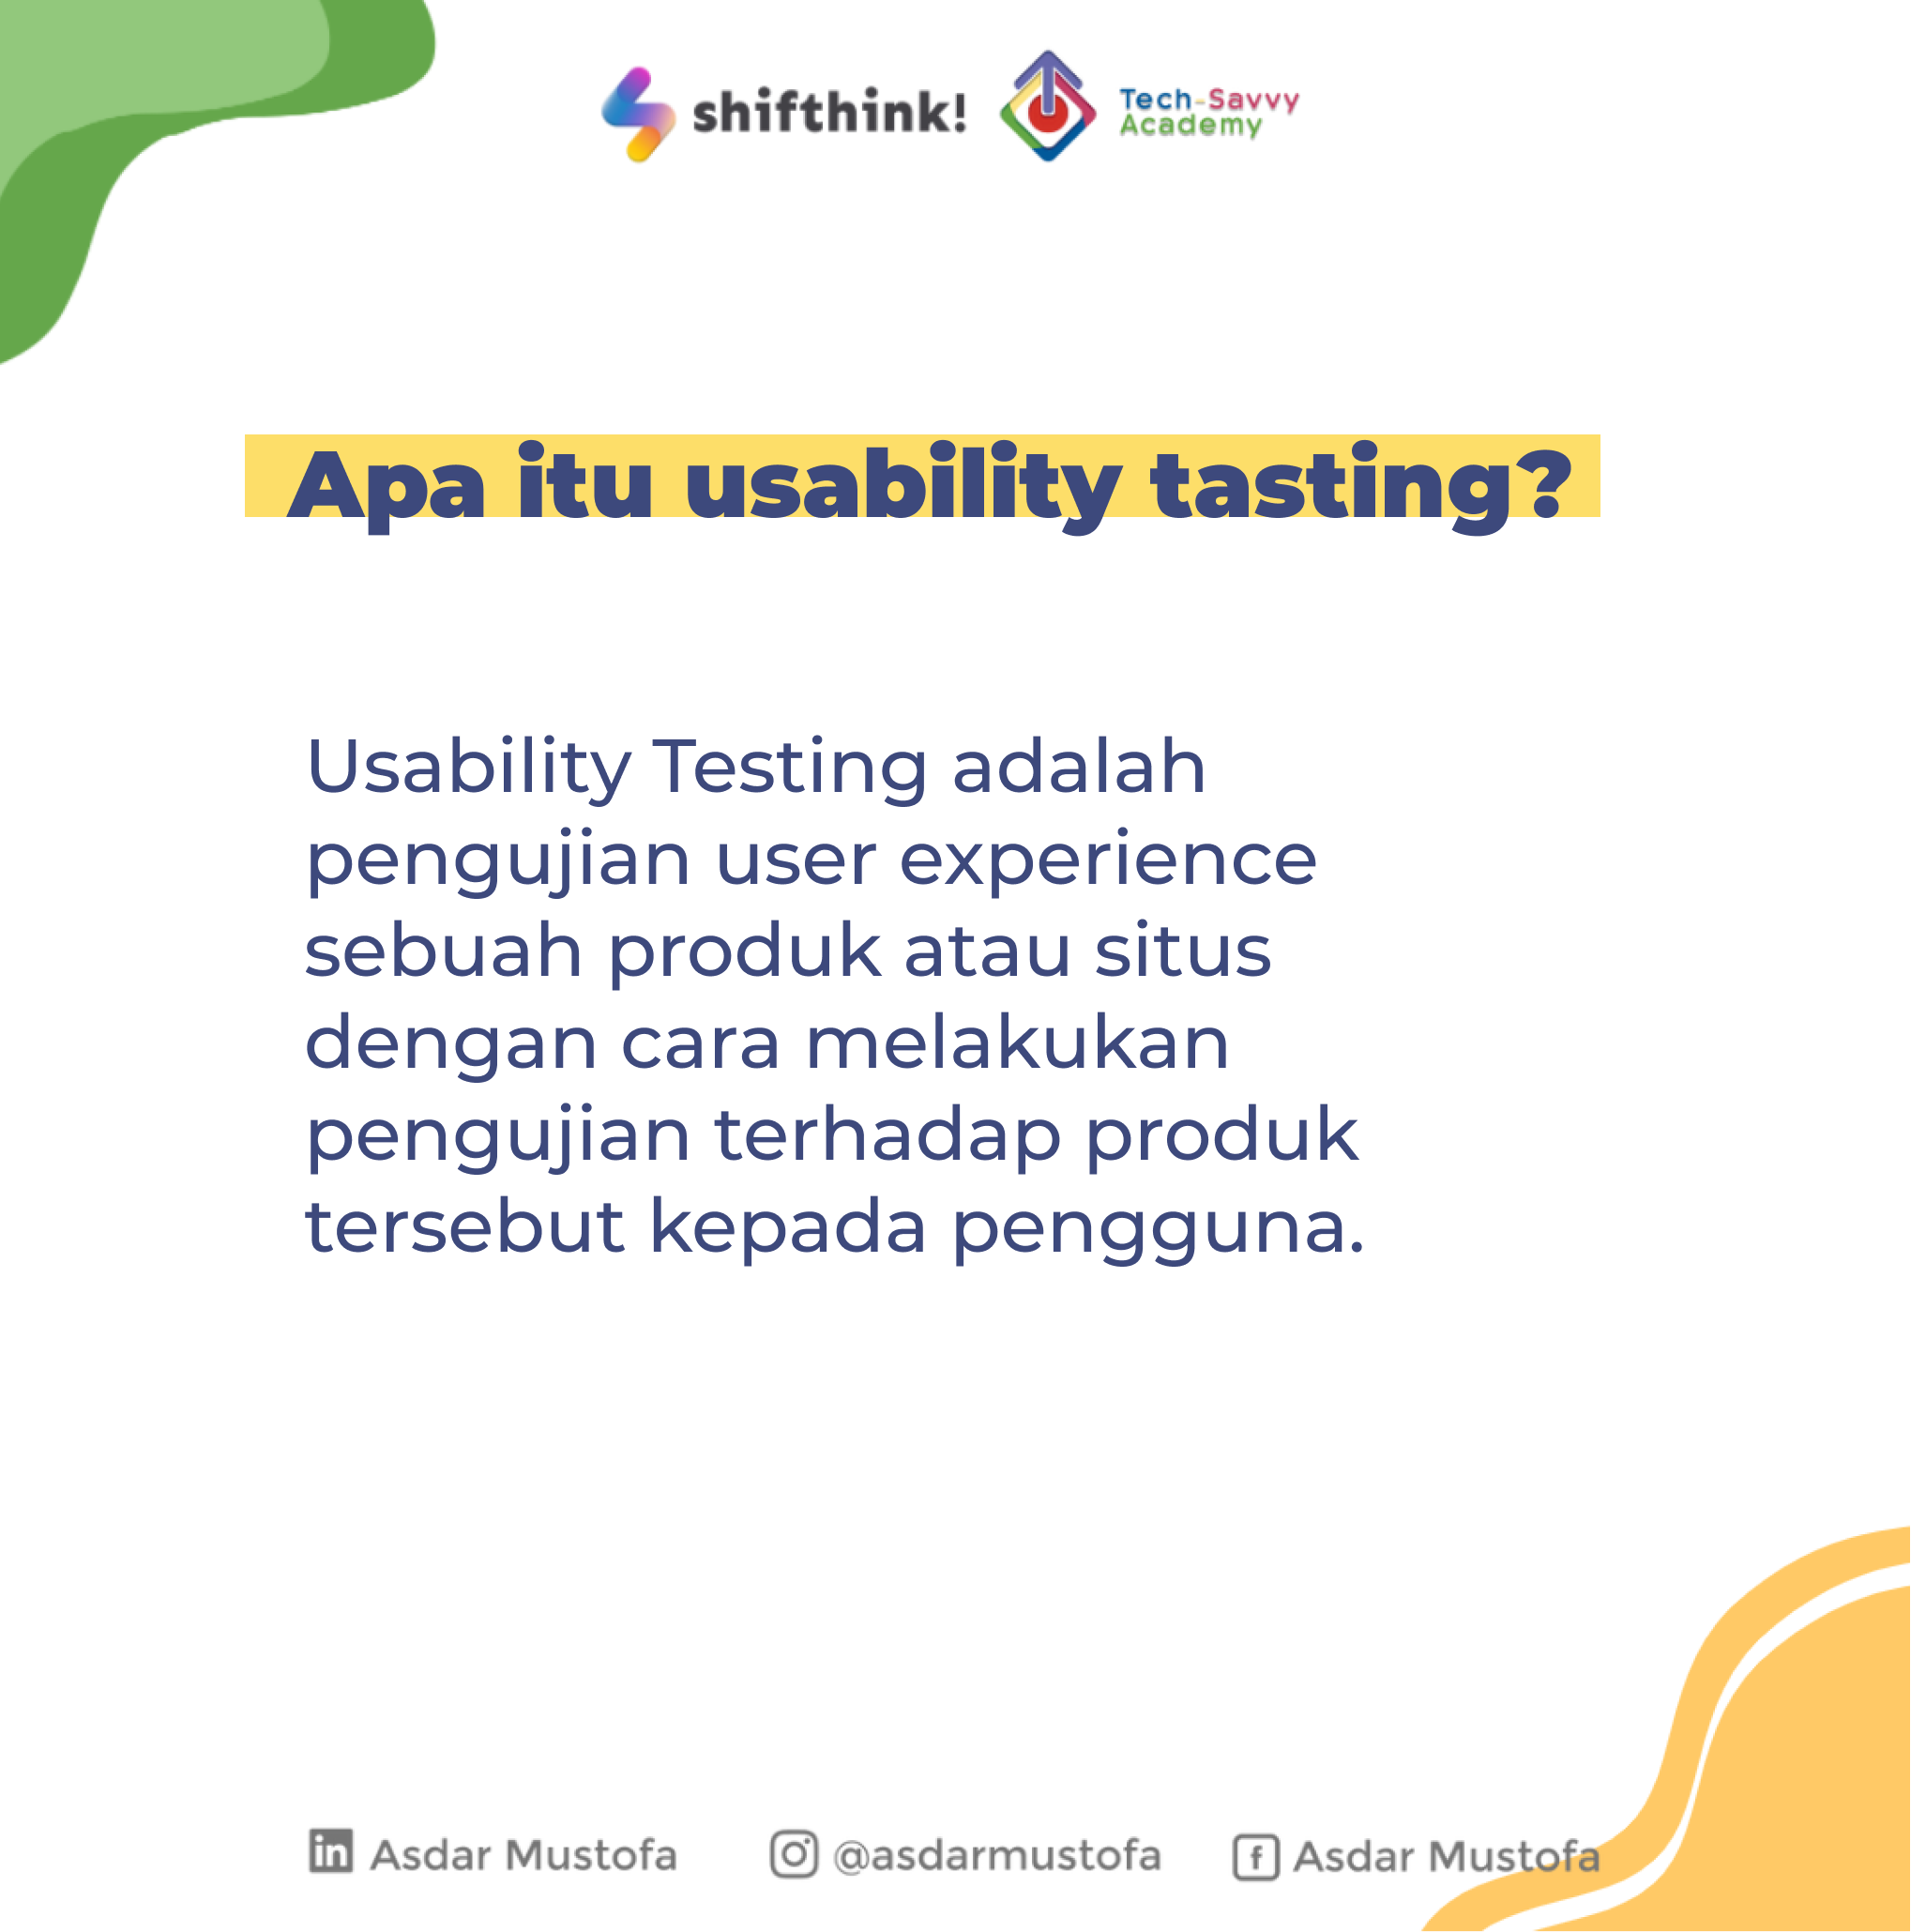 shifthink!
Tech-Savvy
Academy
Apa itu usability tasting?
Usability Testing adalah
pengujian user experience
sebuah produk atau situs
dengan cara melakukan
pengujian terhadap produk
tersebut kepada pengguna.
in Asdar Mustofa
@asdarmustofa
f Asdar Mustofa